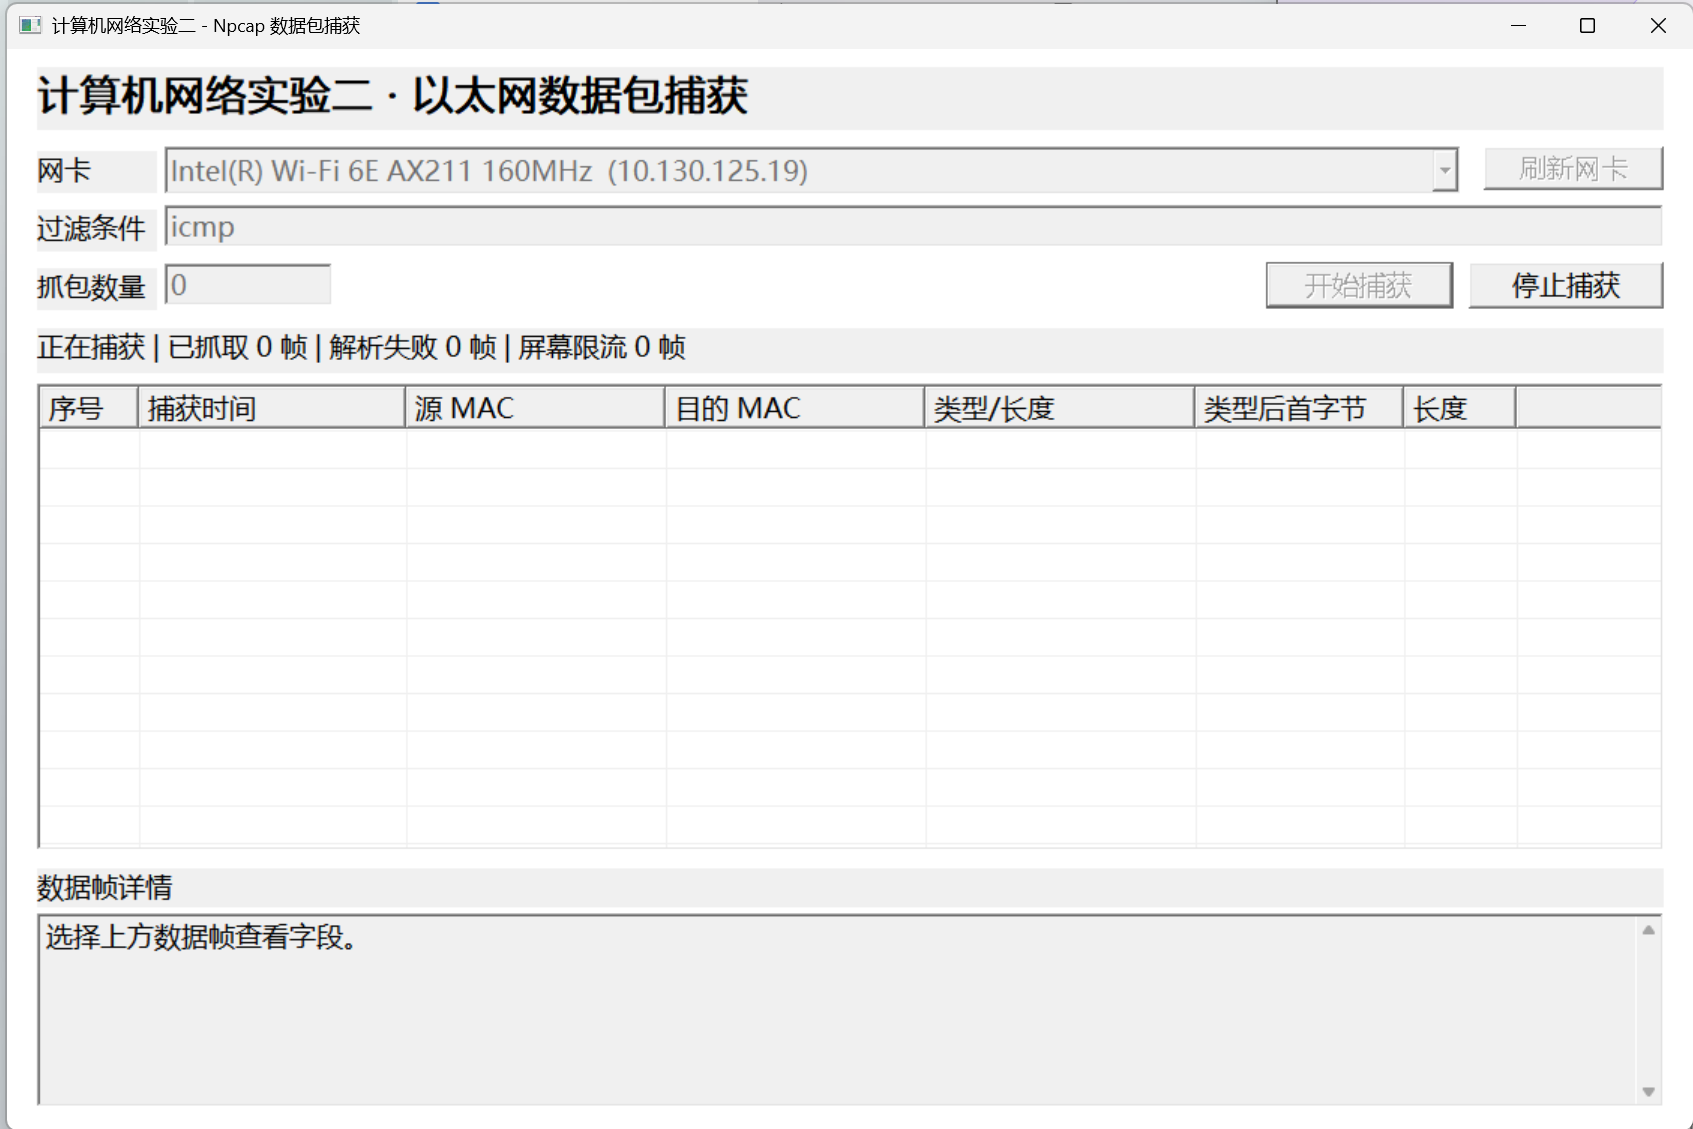 计算机网络实验二 - Npcap 数据包捕获
计算机网络实验二 · 以太网数据包捕获
网卡 Intel(R) Wi-Fi 6E AX211 160MHz (10.130.125.19) 刷新网卡
过滤条件 icmp
抓包数量 0 开始捕获 停止捕获
正在捕获 | 已抓取 0 帧 | 解析失败 0 帧 | 屏幕限流 0 帧
序号 捕获时间 源 MAC 目的 MAC 类型/长度 类型后首字节 长度
数据帧详情
选择上方数据帧查看字段。